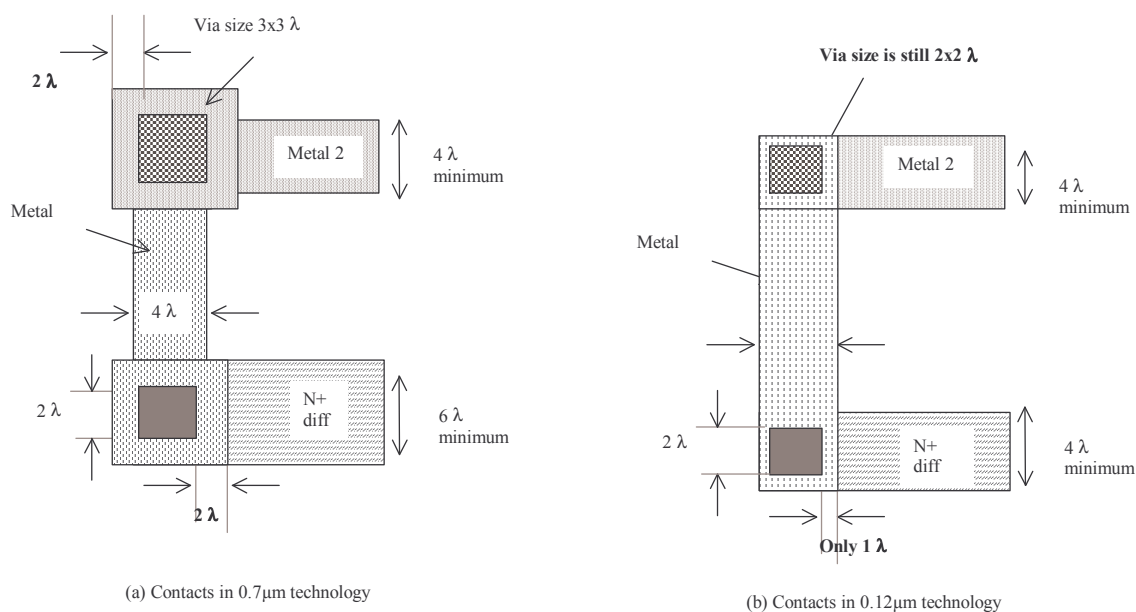 Via size 3x3 λ
2 λ
Metal 2
4 λ
minimum
Metal
4 λ
2 λ
N+
diff
6 λ
minimum
2 λ
(a) Contacts in 0.7µm technology
Via size is still 2x2 λ
Metal 2
4 λ
minimum
Metal
2 λ
N+
diff
4 λ
minimum
Only 1 λ
(b) Contacts in 0.12µm technology